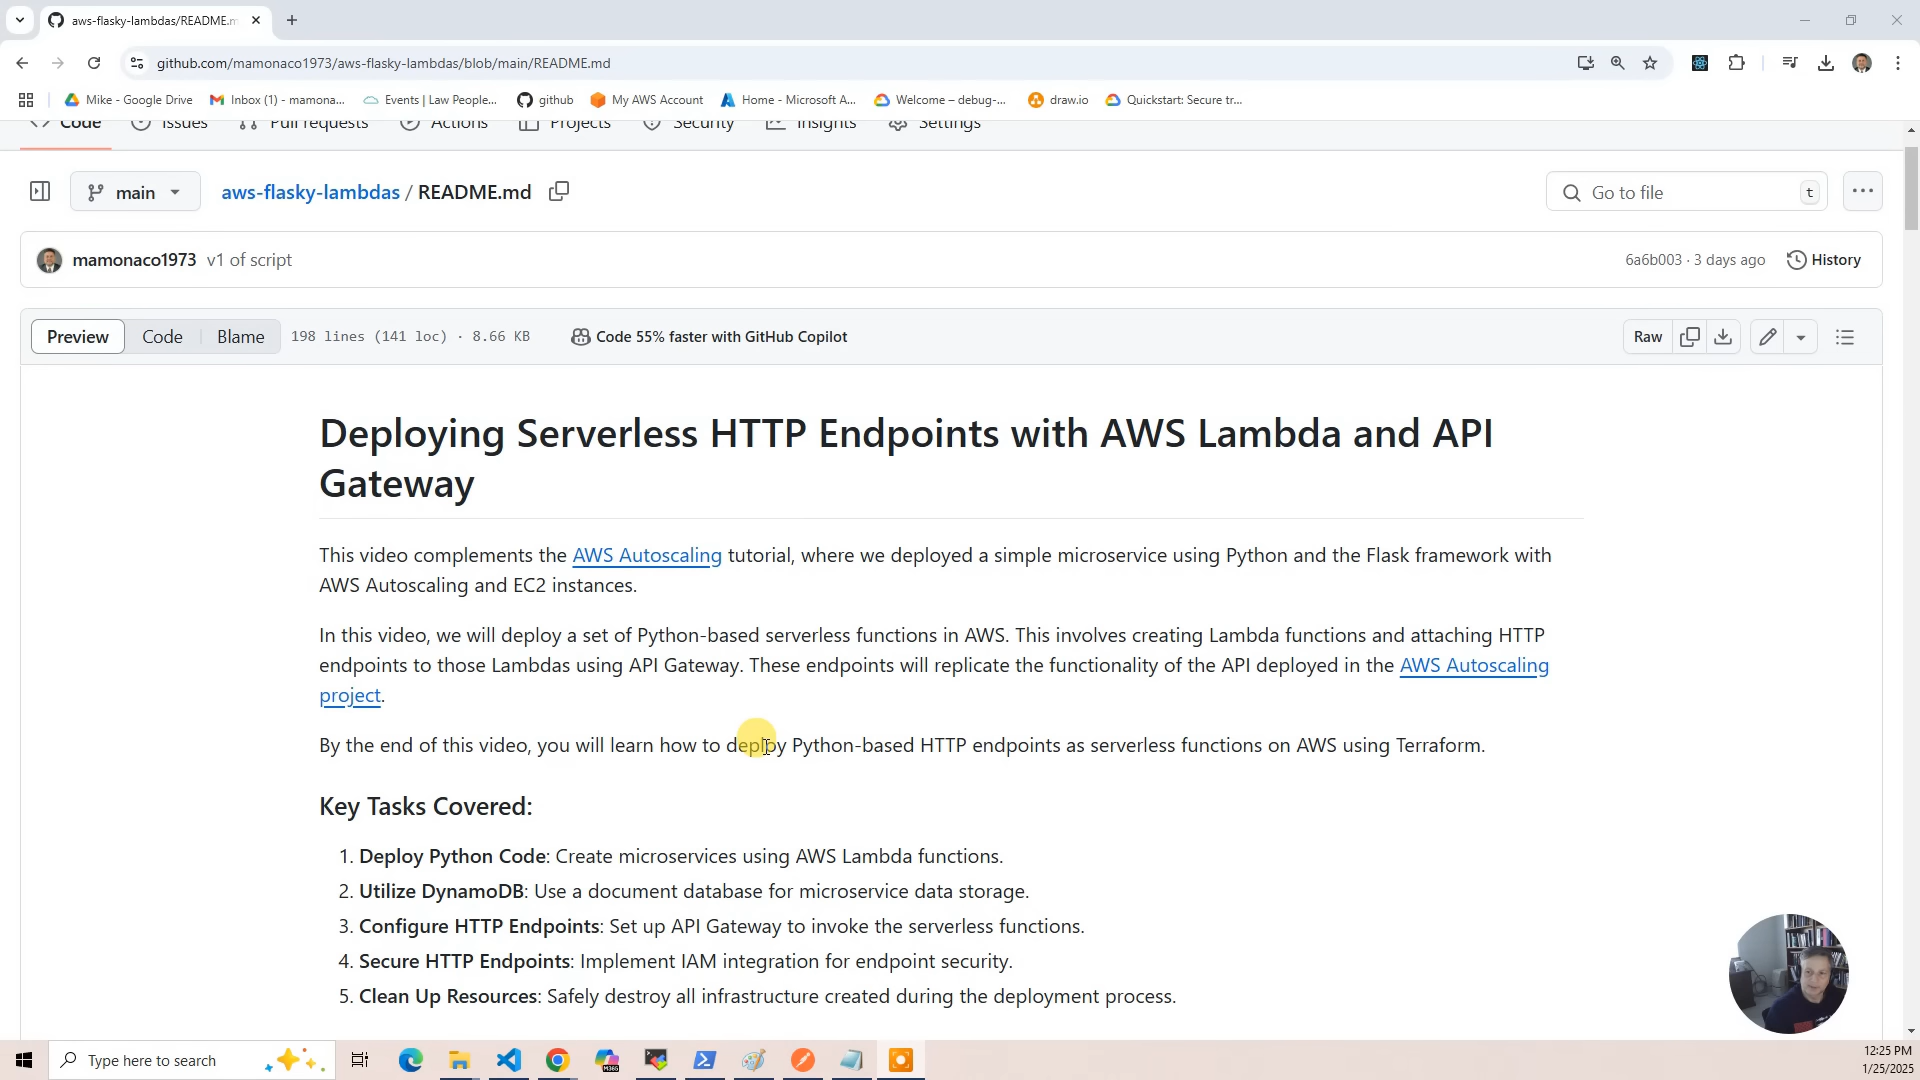 aws-flasky-lambdas/README.m
github.com/mamonaco1973/aws-flasky-lambdas/blob/main/README.md
Mike - Google Drive
Inbox (1) - mamona...
Events | Law People...
github
My AWS Account
Home - Microsoft A...
Welcome – debug-...
draw.io
Quickstart: Secure tr...
Code
Issues
Pull requests
Actions
Projects
Security
Insights
Settings
main
aws-flasky-lambdas / README.md
Go to file
t
mamonaco1973 v1 of script
6a6b003 · 3 days ago
History
Preview
Code
Blame
198 lines (141 loc) · 8.66 KB
Code 55% faster with GitHub Copilot
Raw
Deploying Serverless HTTP Endpoints with AWS Lambda and API
Gateway
This video complements the AWS Autoscaling tutorial, where we deployed a simple microservice using Python and the Flask framework with
AWS Autoscaling and EC2 instances.
In this video, we will deploy a set of Python-based serverless functions in AWS. This involves creating Lambda functions and attaching HTTP
endpoints to those Lambdas using API Gateway. These endpoints will replicate the functionality of the API deployed in the AWS Autoscaling
project.
By the end of this video, you will learn how to deploy Python-based HTTP endpoints as serverless functions on AWS using Terraform.
Key Tasks Covered:
1. Deploy Python Code: Create microservices using AWS Lambda functions.
2. Utilize DynamoDB: Use a document database for microservice data storage.
3. Configure HTTP Endpoints: Set up API Gateway to invoke the serverless functions.
4. Secure HTTP Endpoints: Implement IAM integration for endpoint security.
5. Clean Up Resources: Safely destroy all infrastructure created during the deployment process.
Type here to search
M365
12:25 PM
1/25/2025